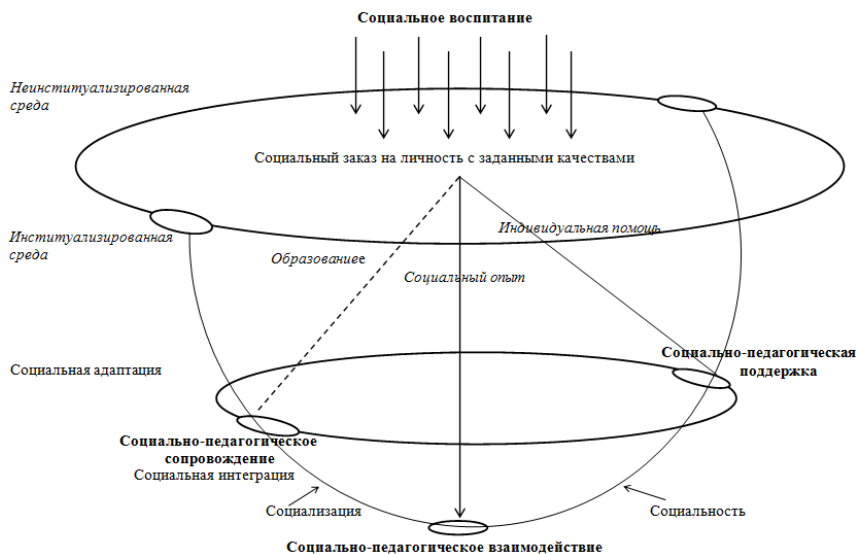 Социальное воспитание
Неинституализированная
среда
Социальный заказ на личность с заданными качествами
Институализированная
среда
Индивидуальная помощь
Образованиее
Социальный опыт
Социально-педагогическая
поддержка
Социальная адаптация
Социально-педагогическое
сопровождение
Социальная интеграция
Социализация
Социальность
Социально-педагогическое взаимодействие